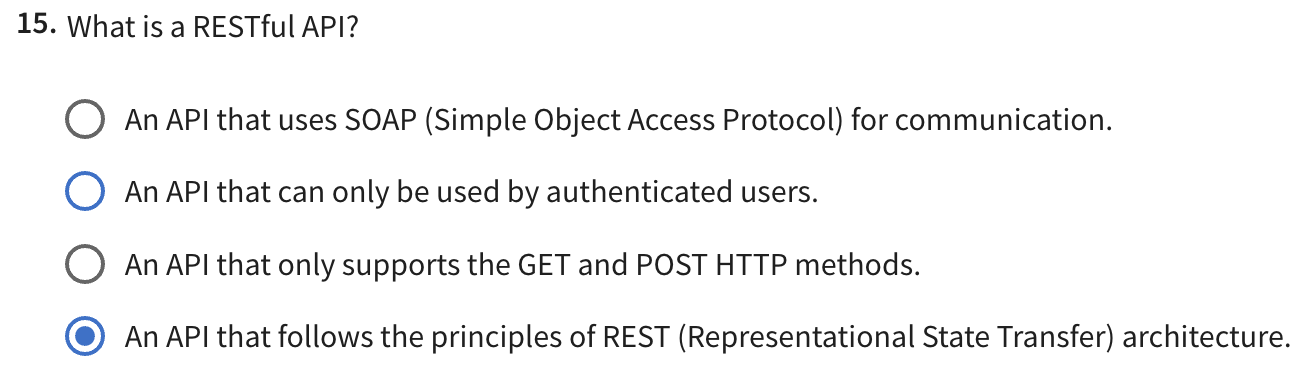 15. What is a RESTful API?
An API that uses SOAP (Simple Object Access Protocol) for communication.
An API that can only be used by authenticated users.
An API that only supports the GET and POST HTTP methods.
An API that follows the principles of REST (Representational State Transfer) architecture.